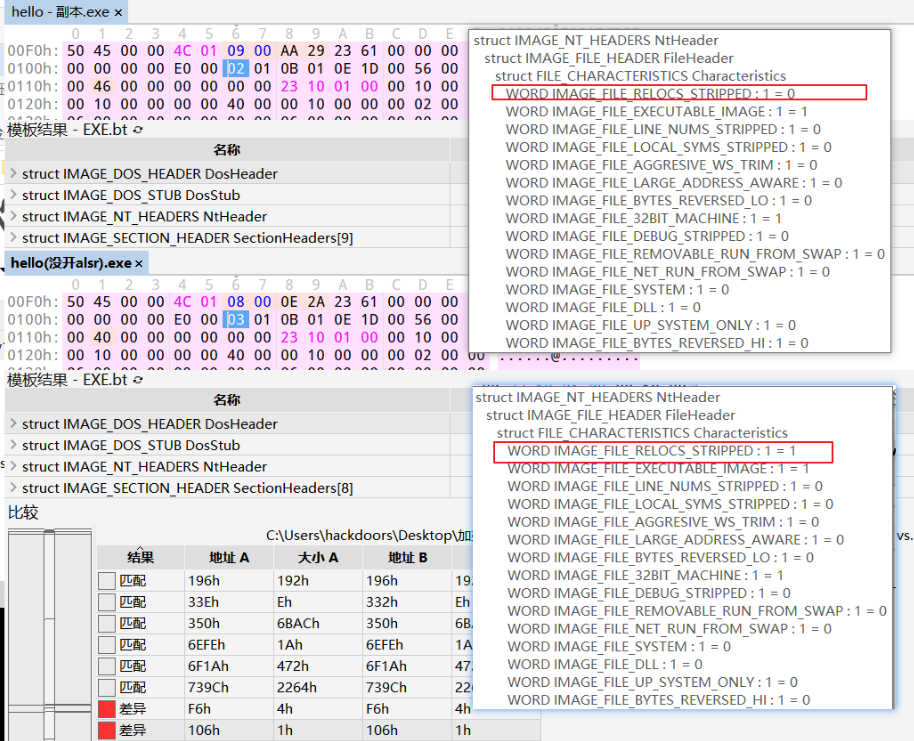 hello - 副本.exe ×
0 1 2 3 4 5 6 7 8 9 A B C D E
00F0h: 50 45 00 00 4C 01 09 00 AA 29 23 61 00 00 00
0100h: 00 00 00 00 E0 00 02 01 0B 01 0E 1D 00 56 00
0110h: 00 46 00 00 00 00 00 00 23 10 01 00 00 10 00
0120h: 00 10 00 00 00 00 40 00 00 10 00 00 00 02 00
模板结果 - EXE.bt
名称
> struct IMAGE_DOS_HEADER DosHeader
> struct IMAGE_DOS_STUB DosStub
> struct IMAGE_NT_HEADERS NtHeader
> struct IMAGE_SECTION_HEADER SectionHeaders[9]
struct IMAGE_NT_HEADERS NtHeader
struct IMAGE_FILE_HEADER FileHeader
struct FILE_CHARACTERISTICS Characteristics
WORD IMAGE_FILE_RELOCS_STRIPPED : 1 = 0
WORD IMAGE_FILE_EXECUTABLE_IMAGE : 1 = 1
WORD IMAGE_FILE_LINE_NUMS_STRIPPED : 1 = 0
WORD IMAGE_FILE_LOCAL_SYMS_STRIPPED : 1 = 0
WORD IMAGE_FILE_AGGRESIVE_WS_TRIM : 1 = 0
WORD IMAGE_FILE_LARGE_ADDRESS_AWARE : 1 = 0
WORD IMAGE_FILE_BYTES_REVERSED_LO : 1 = 0
WORD IMAGE_FILE_32BIT_MACHINE : 1 = 1
WORD IMAGE_FILE_DEBUG_STRIPPED : 1 = 0
WORD IMAGE_FILE_REMOVABLE_RUN_FROM_SWAP : 1 = 0
WORD IMAGE_FILE_NET_RUN_FROM_SWAP : 1 = 0
WORD IMAGE_FILE_SYSTEM : 1 = 0
WORD IMAGE_FILE_DLL : 1 = 0
WORD IMAGE_FILE_UP_SYSTEM_ONLY : 1 = 0
WORD IMAGE_FILE_BYTES_REVERSED_HI : 1 = 0
hello(没开alsr).exe ×
0 1 2 3 4 5 6 7 8 9 A B C D E
00F0h: 50 45 00 00 4C 01 08 00 0E 2A 23 61 00 00 00
0100h: 00 00 00 00 E0 00 03 01 0B 01 0E 1D 00 56 00
0110h: 00 40 00 00 00 00 00 00 23 10 01 00 00 10 00
0120h: 00 10 00 00 00 00 40 00 00 10 00 00 00 02 00 00 ......@.........
模板结果 - EXE.bt
名称
> struct IMAGE_DOS_HEADER DosHeader
> struct IMAGE_DOS_STUB DosStub
> struct IMAGE_NT_HEADERS NtHeader
> struct IMAGE_SECTION_HEADER SectionHeaders[8]
struct IMAGE_NT_HEADERS NtHeader
struct IMAGE_FILE_HEADER FileHeader
struct FILE_CHARACTERISTICS Characteristics
WORD IMAGE_FILE_RELOCS_STRIPPED : 1 = 1
WORD IMAGE_FILE_EXECUTABLE_IMAGE : 1 = 1
WORD IMAGE_FILE_LINE_NUMS_STRIPPED : 1 = 0
WORD IMAGE_FILE_LOCAL_SYMS_STRIPPED : 1 = 0
WORD IMAGE_FILE_AGGRESIVE_WS_TRIM : 1 = 0
WORD IMAGE_FILE_LARGE_ADDRESS_AWARE : 1 = 0
WORD IMAGE_FILE_BYTES_REVERSED_LO : 1 = 0
WORD IMAGE_FILE_32BIT_MACHINE : 1 = 1
WORD IMAGE_FILE_DEBUG_STRIPPED : 1 = 0
WORD IMAGE_FILE_REMOVABLE_RUN_FROM_SWAP : 1 = 0
WORD IMAGE_FILE_NET_RUN_FROM_SWAP : 1 = 0
WORD IMAGE_FILE_SYSTEM : 1 = 0
WORD IMAGE_FILE_DLL : 1 = 0
WORD IMAGE_FILE_UP_SYSTEM_ONLY : 1 = 0
WORD IMAGE_FILE_BYTES_REVERSED_HI : 1 = 0
比较
C:\Users\hackdoors\Desktop\加 vs.
结果 地址 A 大小 A 地址 B
匹配 196h 192h 196h 192
匹配 33Eh Eh 332h Eh
匹配 350h 6BACh 350h 6B
匹配 6EFEh 1Ah 6EFEh 1A
匹配 6F1Ah 472h 6F1Ah 47
匹配 739Ch 2264h 739Ch 22
差异 F6h 4h F6h 4h
差异 106h 1h 106h 1h